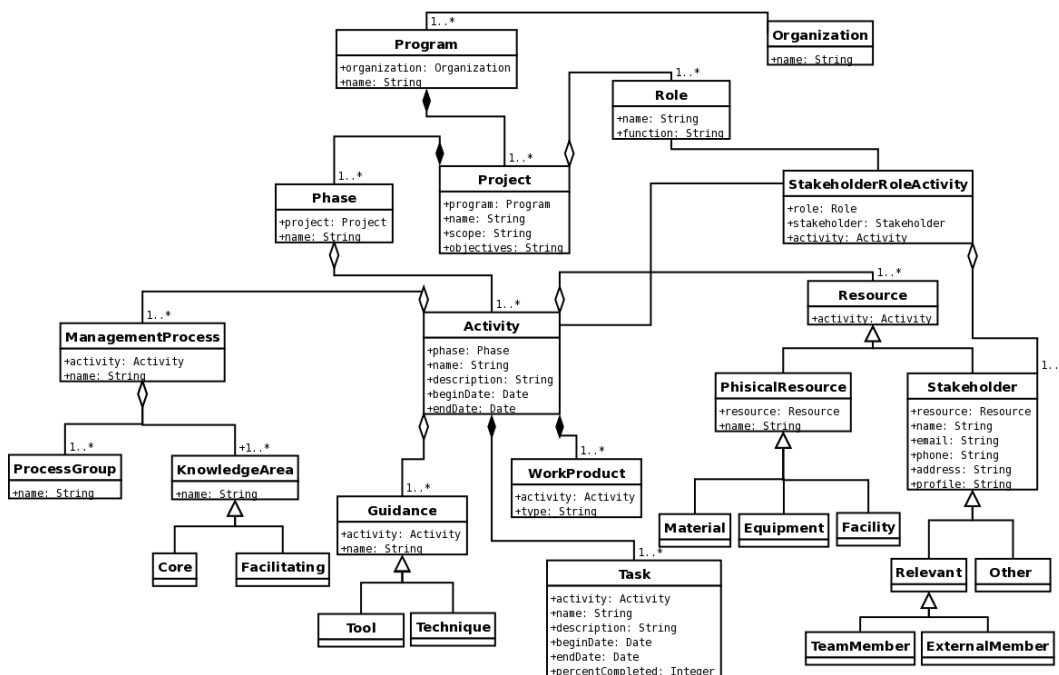 1..*
Program
+organization: Organization
+name: String
Organization
+name: String
1..*
Role
+name: String
+function: String
1..*
Phase
+project: Project
+name: String
1..*
Project
+program: Program
+name: String
+scope: String
+objectives: String
StakeholderRoleActivity
+role: Role
+stakeholder: Stakeholder
+activity: Activity
1..*
ManagementProcess
+activity: Activity
+name: String
1..*
Activity
+phase: Phase
+name: String
+description: String
+beginDate: Date
+endDate: Date
1..*
Resource
+activity: Activity
1..
PhisicalResource
+resource: Resource
+name: String
Stakeholder
+resource: Resource
+name: String
+email: String
+phone: String
+address: String
+profile: String
1..*
ProcessGroup
+name: String
+1..*
KnowledgeArea
+name: String
1..*
WorkProduct
+activity: Activity
+type: String
1..*
Guidance
+activity: Activity
+name: String
Material
Equipment
Facility
Core
Facilitating
1..*
Task
+activity: Activity
+name: String
+description: String
+beginDate: Date
+endDate: Date
+percentCompleted: Integer
Relevant
Other
Tool
Technique
TeamMember
ExternalMember